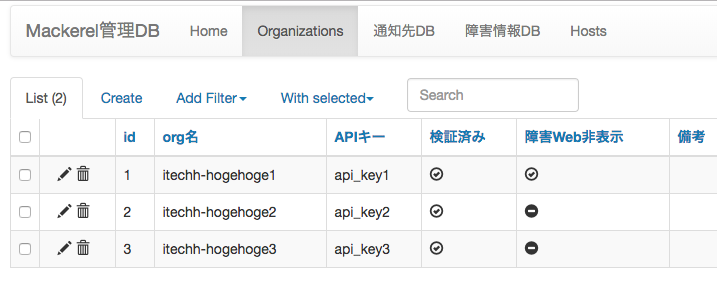 Mackerel管理DB Home Organizations 通知先DB 障害情報DB Hosts
List (2) Create Add Filter With selected Search
id org名 APIキー 検証済み 障害Web非表示 備考
1 itechh-hogehoge1 api_key1
2 itechh-hogehoge2 api_key2
3 itechh-hogehoge3 api_key3